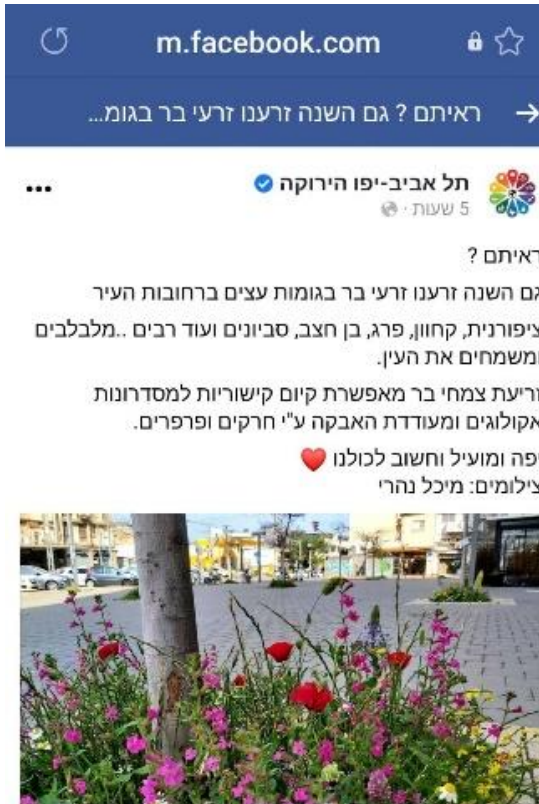 m.facebook.com
ראיתם ? גם השנה זרענו זרעי בר בגומ...
תל אביב-יפו הירוקה
5 שעות ·
ראיתם ?
גם השנה זרענו זרעי בר בגומות עצים ברחובות העיר
ציפורנית, קחוון, פרג, בן חצב, סביונים ועוד רבים ..מלבלבים
ומשמחים את העין.
זריעת צמחי בר מאפשרת קיום קישוריות למסדרונות
אקולוגים ומעודדת האבקה ע"י חרקים ופרפרים.
יפה ומועיל וחשוב לכולנו ❤️
צילומים: מיכל נהרי